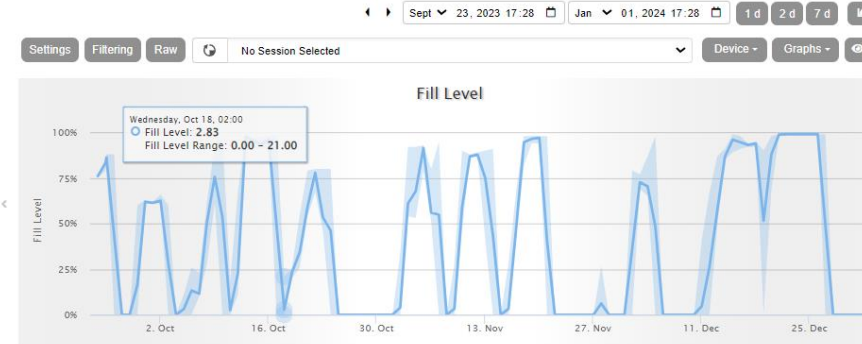 Sept 23, 2023 17:28 Jan 01, 2024 17:28 1 d 2 d 7 d
Settings Filtering Raw No Session Selected Device Graphs
Fill Level
Wednesday, Oct 18, 02:00
Fill Level: 2.83
Fill Level Range: 0.00 – 21.00
100%
75%
50%
25%
0%
Fill Level
2. Oct 16. Oct 30. Oct 13. Nov 27. Nov 11. Dec 25. Dec